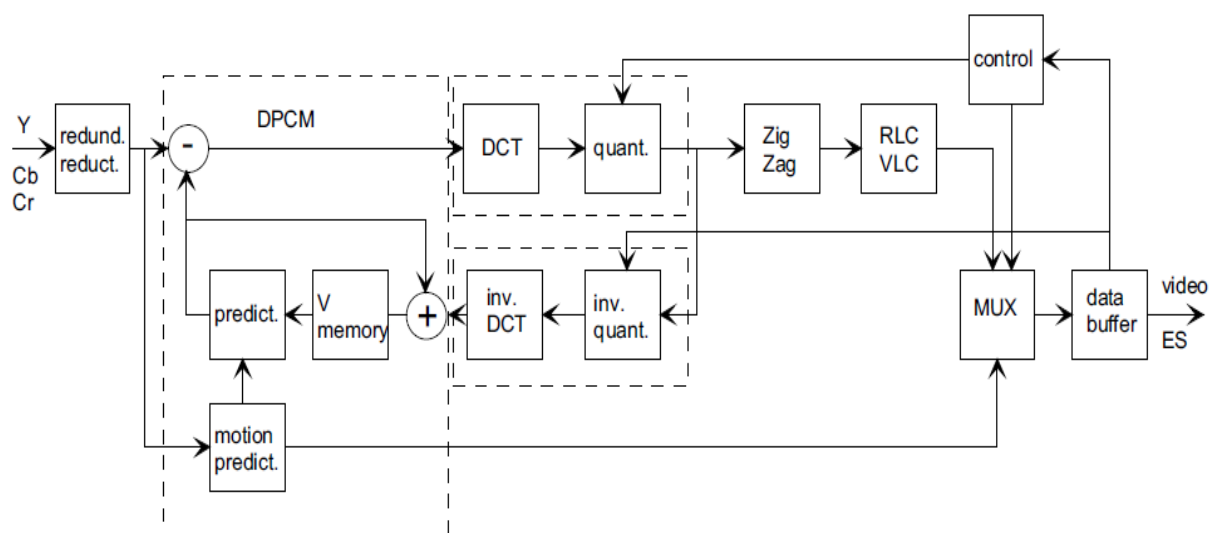 control
Y
Cb
Cr
redund.
reduct.
-
DPCM
DCT
quant.
Zig
Zag
RLC
VLC
predict.
V
memory
+
inv.
DCT
inv.
quant.
MUX
data
buffer
video
ES
motion
predict.